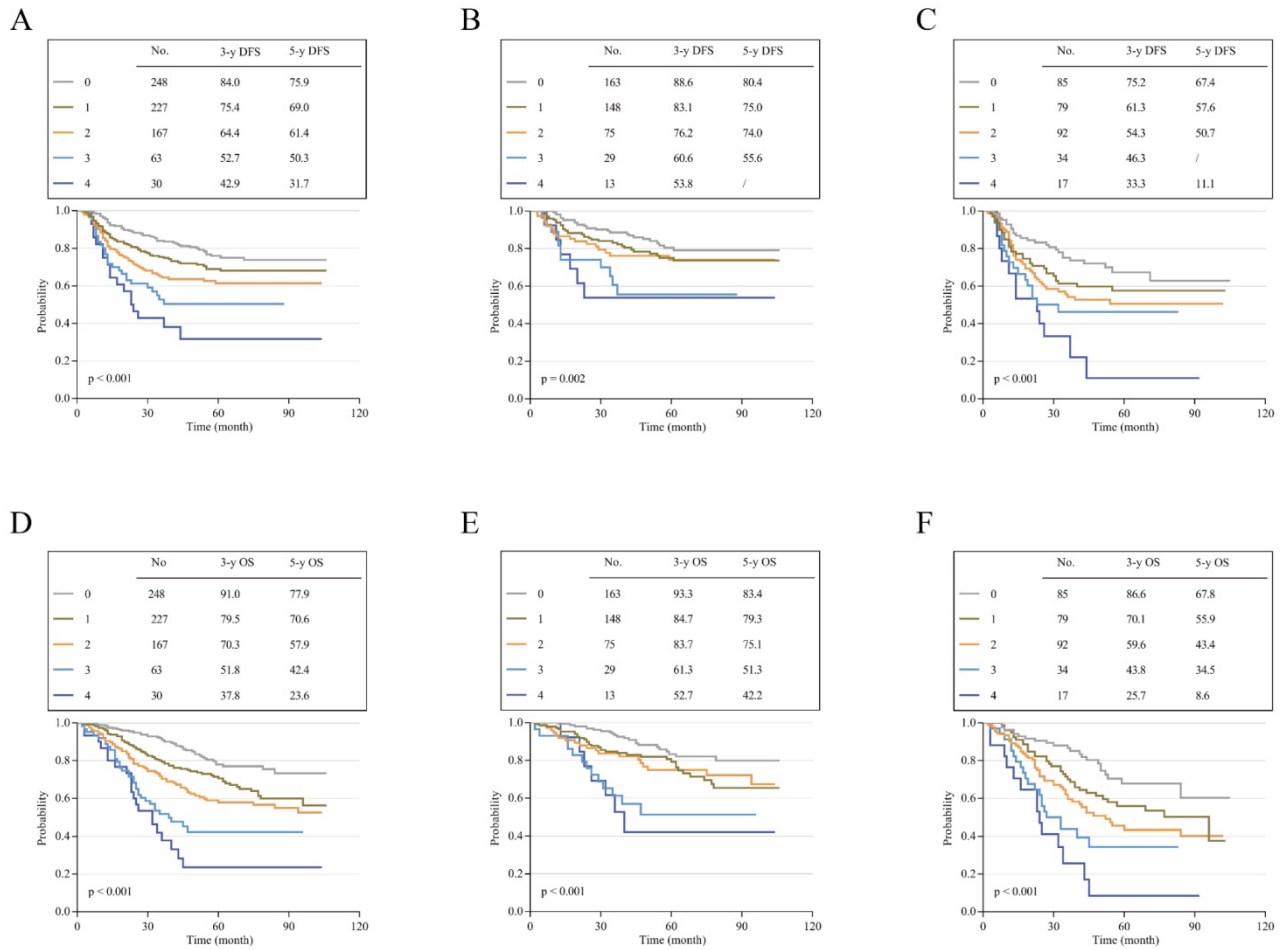 A
No. 3-y DFS 5-y DFS
0 248 84.0 75.9
1 227 75.4 69.0
2 167 64.4 61.4
3 63 52.7 50.3
4 30 42.9 31.7
1.0
0.8
0.6
0.4
0.2
0.0
Probability
p < 0.001
0 30 60 90 120
Time (month)
B
No. 3-y DFS 5-y DFS
0 163 88.6 80.4
1 148 83.1 75.0
2 75 76.2 74.0
3 29 60.6 55.6
4 13 53.8 /
1.0
0.8
0.6
0.4
0.2
0.0
Probability
p = 0.002
0 30 60 90 120
Time (month)
C
No. 3-y DFS 5-y DFS
0 85 75.2 67.4
1 79 61.3 57.6
2 92 54.3 50.7
3 34 46.3 /
4 17 33.3 11.1
1.0
0.8
0.6
0.4
0.2
0.0
Probability
p < 0.001
0 30 60 90 120
Time (month)
D
No 3-y OS 5-y OS
0 248 91.0 77.9
1 227 79.5 70.6
2 167 70.3 57.9
3 63 51.8 42.4
4 30 37.8 23.6
1.0
0.8
0.6
0.4
0.2
0.0
Probability
p < 0.001
0 30 60 90 120
Time (month)
E
No. 3-y OS 5-y OS
0 163 93.3 83.4
1 148 84.7 79.3
2 75 83.7 75.1
3 29 61.3 51.3
4 13 52.7 42.2
1.0
0.8
0.6
0.4
0.2
0.0
Probability
p < 0.001
0 30 60 90 120
Time (month)
F
No. 3-y OS 5-y OS
0 85 86.6 67.8
1 79 70.1 55.9
2 92 59.6 43.4
3 34 43.8 34.5
4 17 25.7 8.6
1.0
0.8
0.6
0.4
0.2
0.0
Probability
p < 0.001
0 30 60 90 120
Time (month)